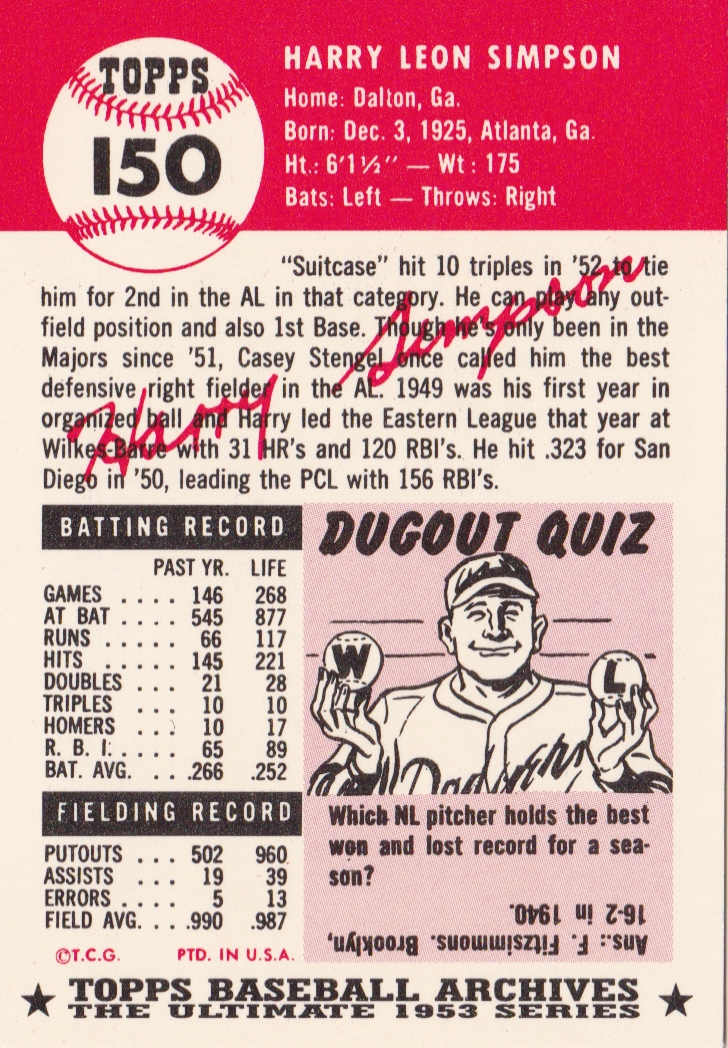 TOPPS
150
HARRY LEON SIMPSON
Home: Dalton, Ga.
Born: Dec. 3, 1925, Atlanta, Ga.
Ht.: 6'1½" — Wt: 175
Bats: Left — Throws: Right
"Suitcase" hit 10 triples in '52 to tie
him for 2nd in the AL in that category. He can play any out-
field position and also 1st Base. Though he's only been in the
Majors since '51, Casey Stengel once called him the best
defensive right fielder in the AL. 1949 was his first year in
organized ball and Harry led the Eastern League that year at
Wilkes-Barre with 31 HR's and 120 RBI's. He hit .323 for San
Diego in '50, leading the PCL with 156 RBI's.
Harry Simpson
BATTING RECORD
PAST YR. LIFE
GAMES .... 146 268
AT BAT .... 545 877
RUNS ..... 66 117
HITS ..... 145 221
DOUBLES ... 21 28
TRIPLES ... 10 10
HOMERS ... 10 17
R. B. I. .... 65 89
BAT. AVG. ... .266 .252
FIELDING RECORD
PUTOUTS ... 502 960
ASSISTS ... 19 39
ERRORS .... 5 13
FIELD AVG. ... .990 .987
©T.C.G. PTD. IN U.S.A.
DUGOUT QUIZ
W L
Dodgers
Which NL pitcher holds the best
won and lost record for a sea-
son?
Ans.: F. Fitzsimmons. Brooklyn,
16-2 in 1940.
★ TOPPS BASEBALL ARCHIVES ★
THE ULTIMATE 1953 SERIES